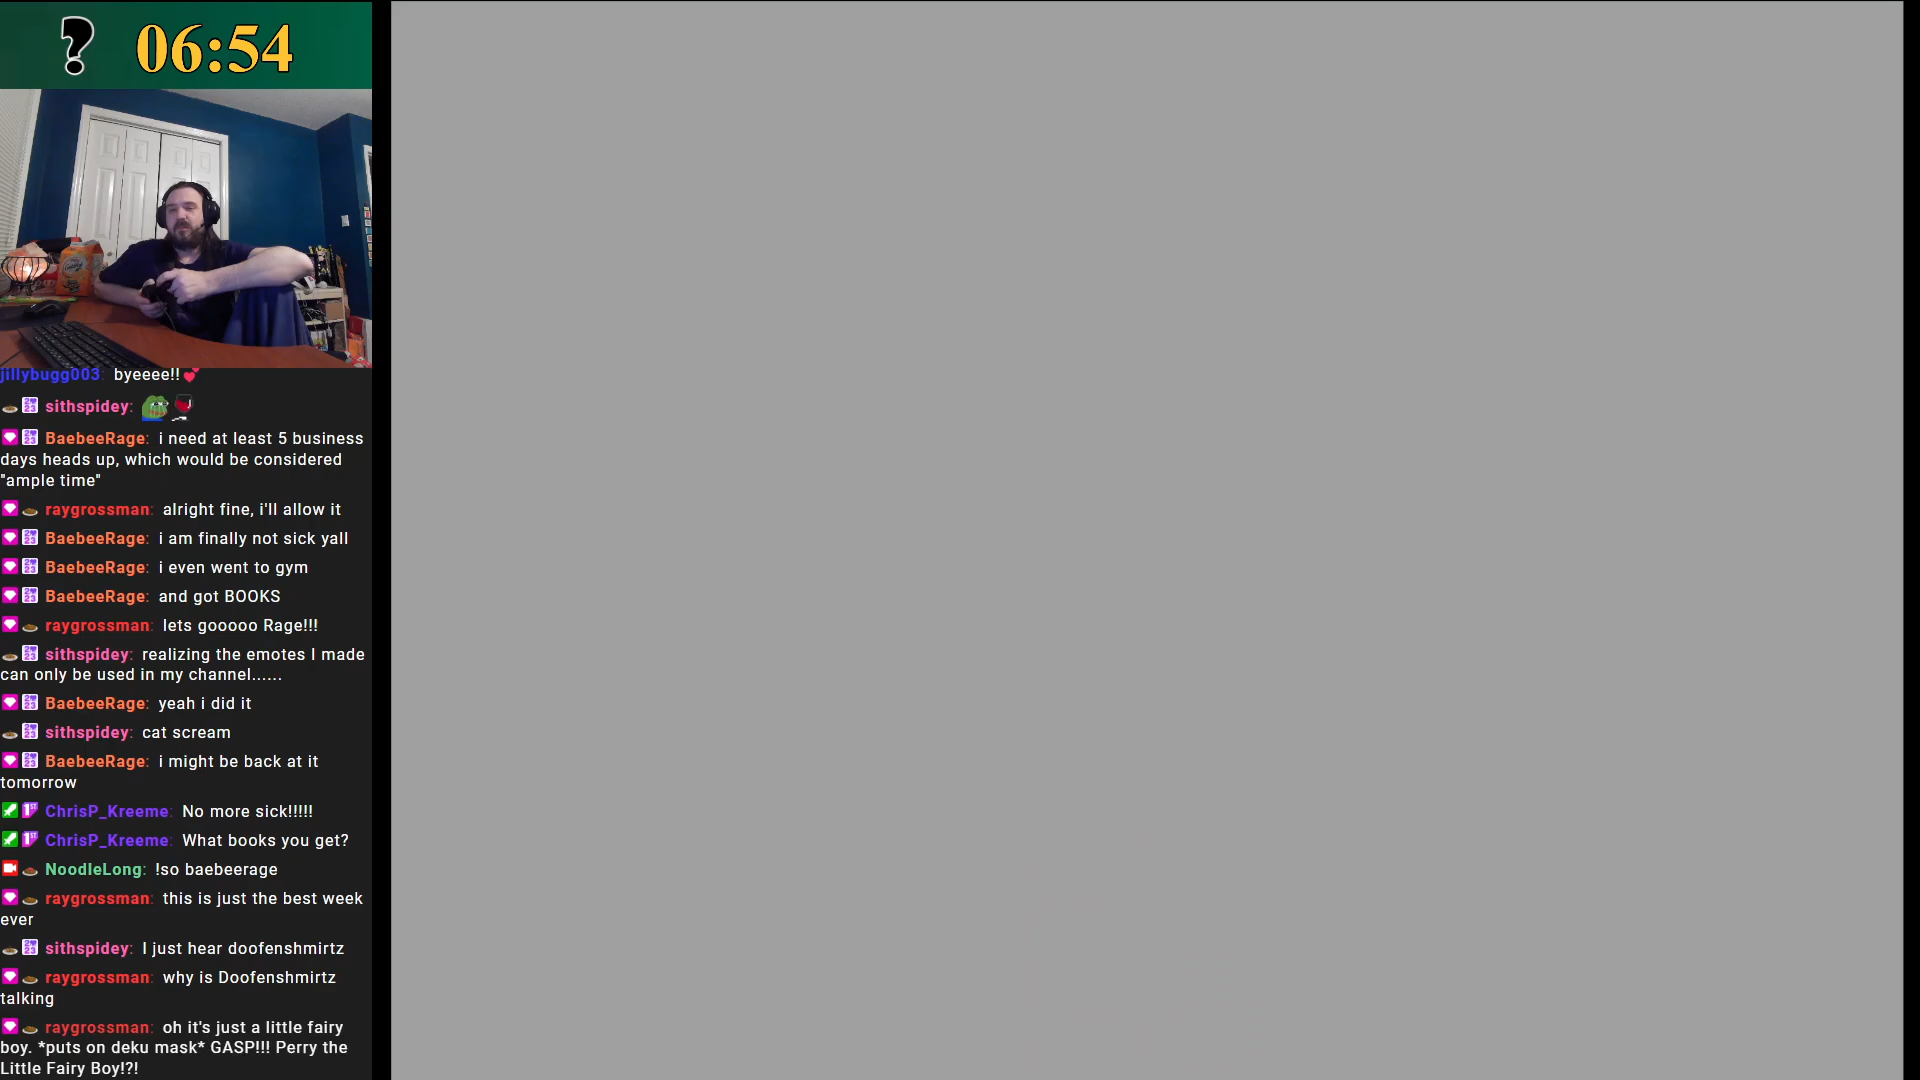 ? 06:54
jillybugg003: byeeee!!
sithspidey:
BaebeeRage: i need at least 5 business
days heads up, which would be considered
"ample time"
raygrossman: alright fine, i'll allow it
BaebeeRage: i am finally not sick yall
BaebeeRage: i even went to gym
BaebeeRage: and got BOOKS
raygrossman: lets gooooo Rage!!!
sithspidey: realizing the emotes I made
can only be used in my channel......
BaebeeRage: yeah i did it
sithspidey: cat scream
BaebeeRage: i might be back at it
tomorrow
ChrisP_Kreeme: No more sick!!!!!
ChrisP_Kreeme: What books you get?
NoodleLong: !so baebeerage
raygrossman: this is just the best week
ever
sithspidey: I just hear doofenshmirtz
raygrossman: why is Doofenshmirtz
talking
raygrossman: oh it's just a little fairy
boy. *puts on deku mask* GASP!!! Perry the
Little Fairy Boy!?!